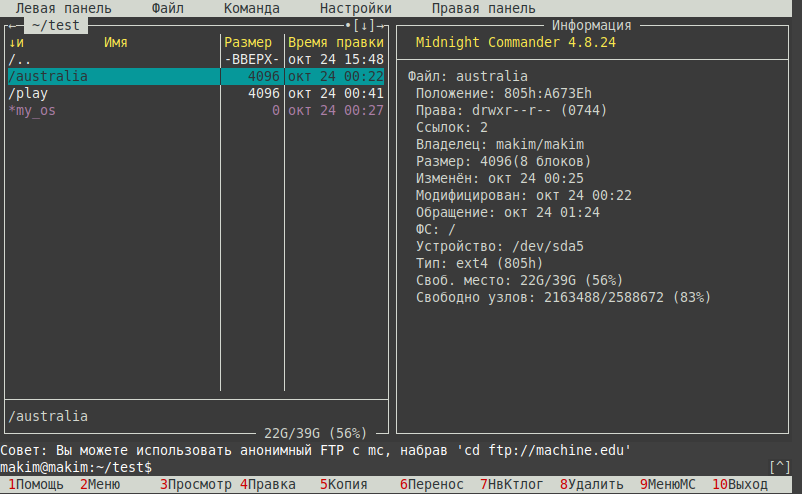 Левая панель Файл Команда Настройки Правая панель
← ~/test •[↓]→
↓и Имя Размер Время правки
/.. -ВВЕРХ- окт 24 15:48
/australia 4096 окт 24 00:22
/play 4096 окт 24 00:41
*my_os 0 окт 24 00:27
/australia
22G/39G (56%)
Информация
Midnight Commander 4.8.24
Файл: australia
Положение: 805h:A673Eh
Права: drwxr--r-- (0744)
Ссылок: 2
Владелец: makim/makim
Размер: 4096(8 блоков)
Изменён: окт 24 00:25
Модифицирован: окт 24 00:22
Обращение: окт 24 01:24
ФС: /
Устройство: /dev/sda5
Тип: ext4 (805h)
Своб. место: 22G/39G (56%)
Свободно узлов: 2163488/2588672 (83%)
Совет: Вы можете использовать анонимный FTP с mc, набрав 'cd ftp://machine.edu'
makim@makim:~/test$ [^]
1Помощь 2Меню 3Просмотр 4Правка 5Копия 6Перенос 7НвКтлог 8Удалить 9МенюMC 10Выход